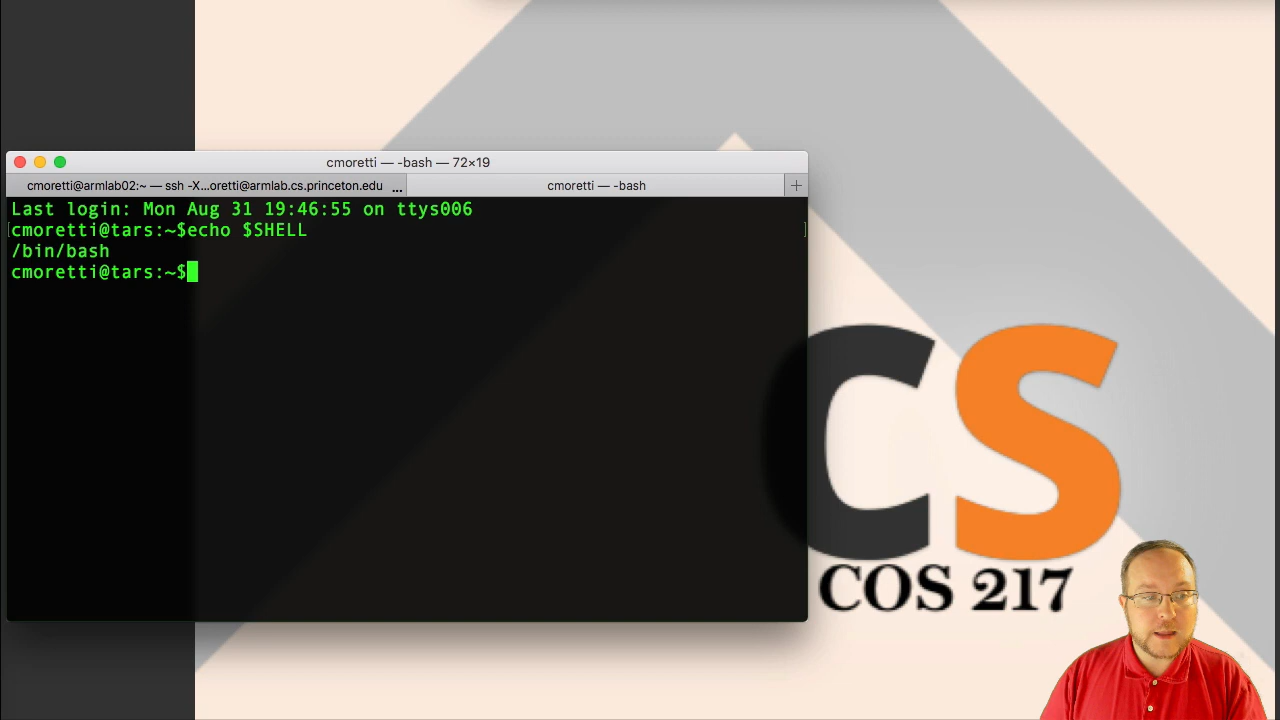 cmoretti — -bash — 72×19
cmoretti@armlab02:~ — ssh -X...oretti@armlab.cs.princeton.edu ...
cmoretti — -bash
+
Last login: Mon Aug 31 19:46:55 on ttys006
[cmoretti@tars:~$echo $SHELL ]
/bin/bash
cmoretti@tars:~$
CS
COS 217